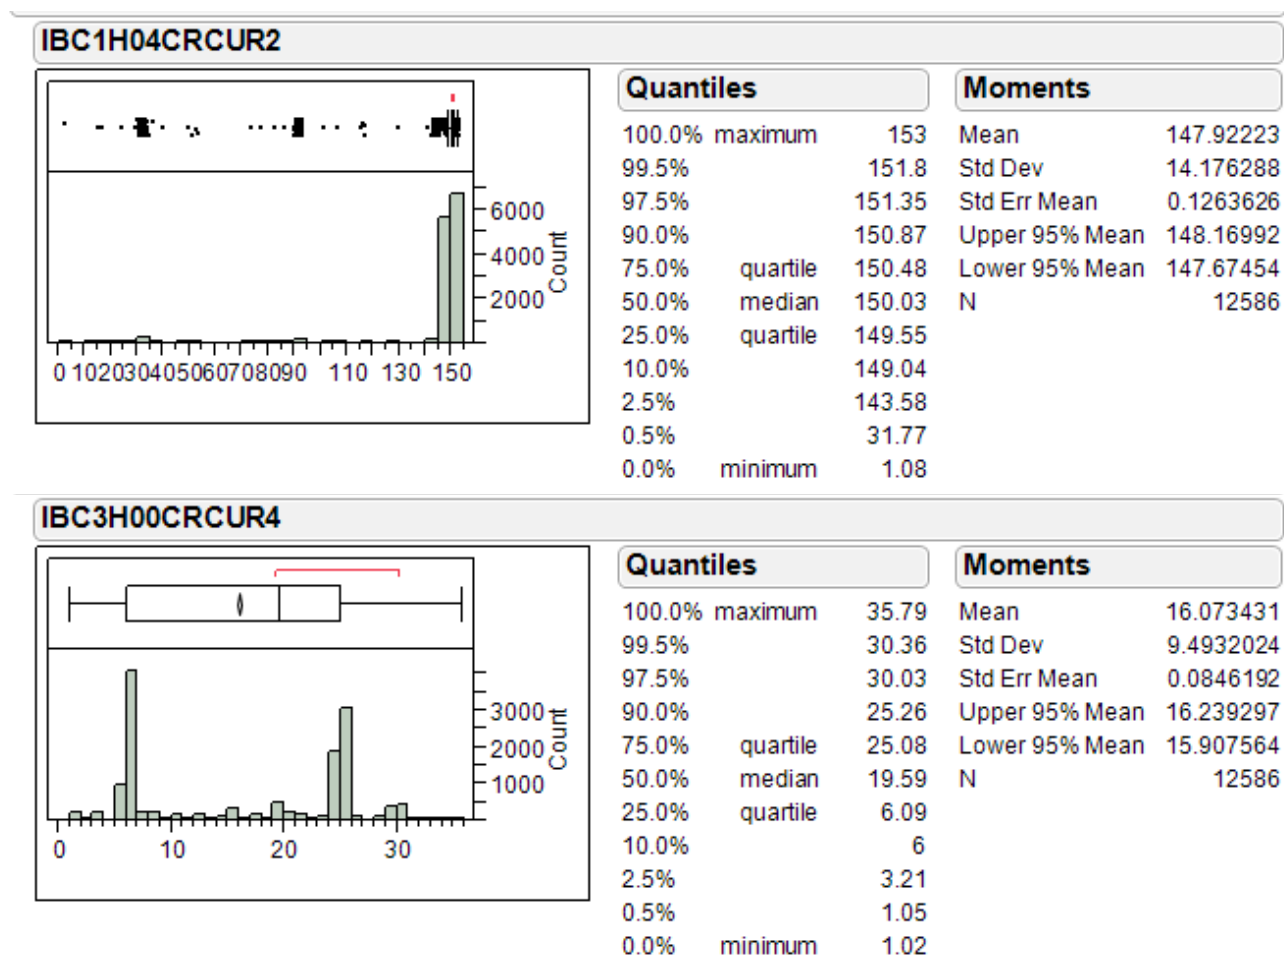 IBC1H04CRCUR2
6000
4000
2000
Count
0 102030405060708090 110 130 150
Quantiles
100.0% maximum 153
99.5% 151.8
97.5% 151.35
90.0% 150.87
75.0% quartile 150.48
50.0% median 150.03
25.0% quartile 149.55
10.0% 149.04
2.5% 143.58
0.5% 31.77
0.0% minimum 1.08
Moments
Mean 147.92223
Std Dev 14.176288
Std Err Mean 0.1263626
Upper 95% Mean 148.16992
Lower 95% Mean 147.67454
N 12586
IBC3H00CRCUR4
3000
2000
1000
Count
0 10 20 30
Quantiles
100.0% maximum 35.79
99.5% 30.36
97.5% 30.03
90.0% 25.26
75.0% quartile 25.08
50.0% median 19.59
25.0% quartile 6.09
10.0% 6
2.5% 3.21
0.5% 1.05
0.0% minimum 1.02
Moments
Mean 16.073431
Std Dev 9.4932024
Std Err Mean 0.0846192
Upper 95% Mean 16.239297
Lower 95% Mean 15.907564
N 12586